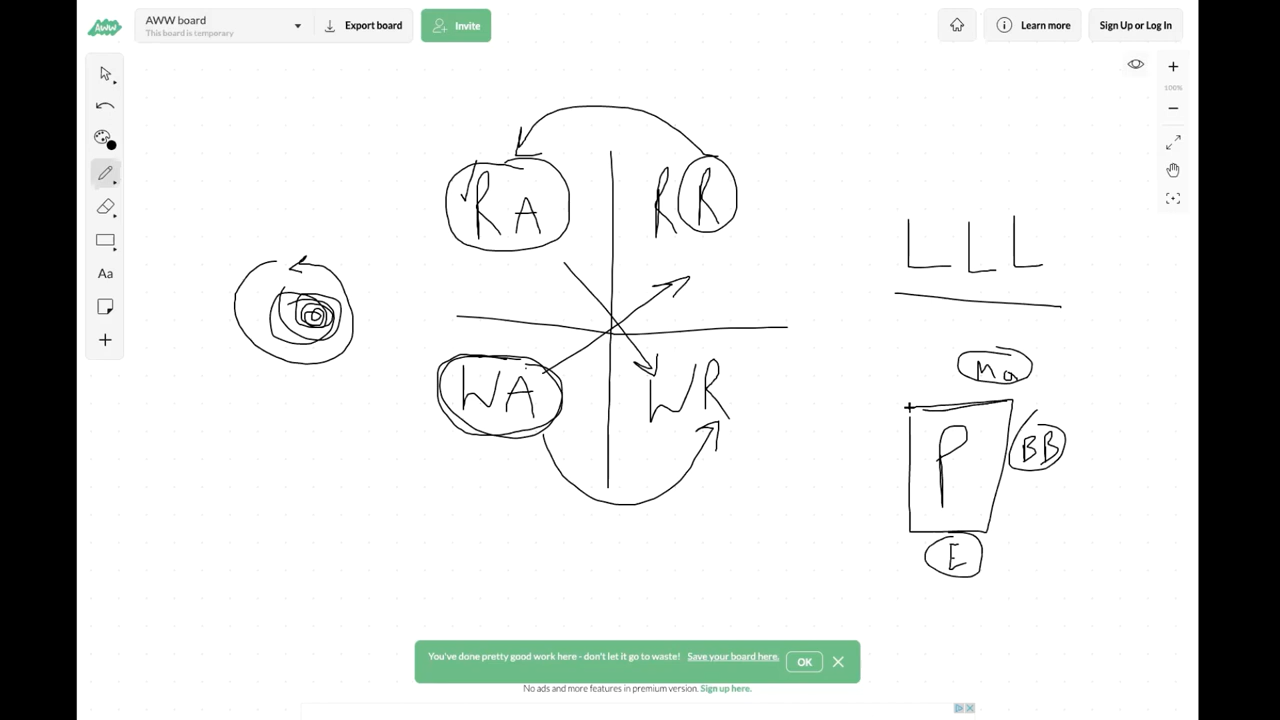 AWW
AWW board
This board is temporary
Export board
Invite
Learn more
Sign Up or Log In
100%
RA
RR
LLL
Aa
Ma
WA
WR
P
BB
E
You've done pretty good work here - don't let it go to waste! Save your board here.
OK
No ads and more features in premium version. Sign up here.